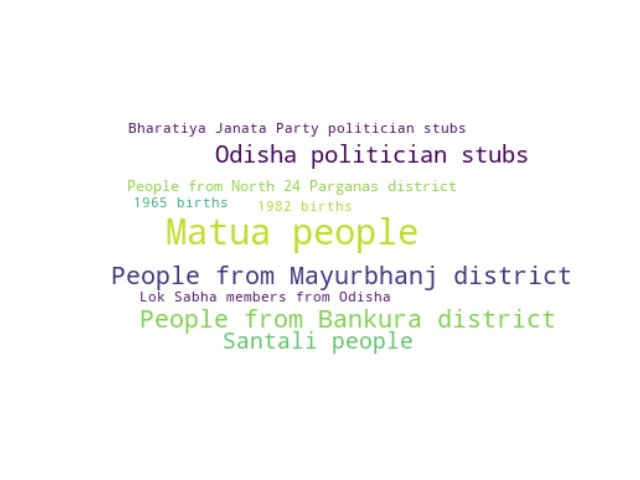 Bharatiya Janata Party politician stubs
Odisha politician stubs
People from North 24 Parganas district
1965 births
1982 births
Matua people
People from Mayurbhanj district
Lok Sabha members from Odisha
People from Bankura district
Santali people